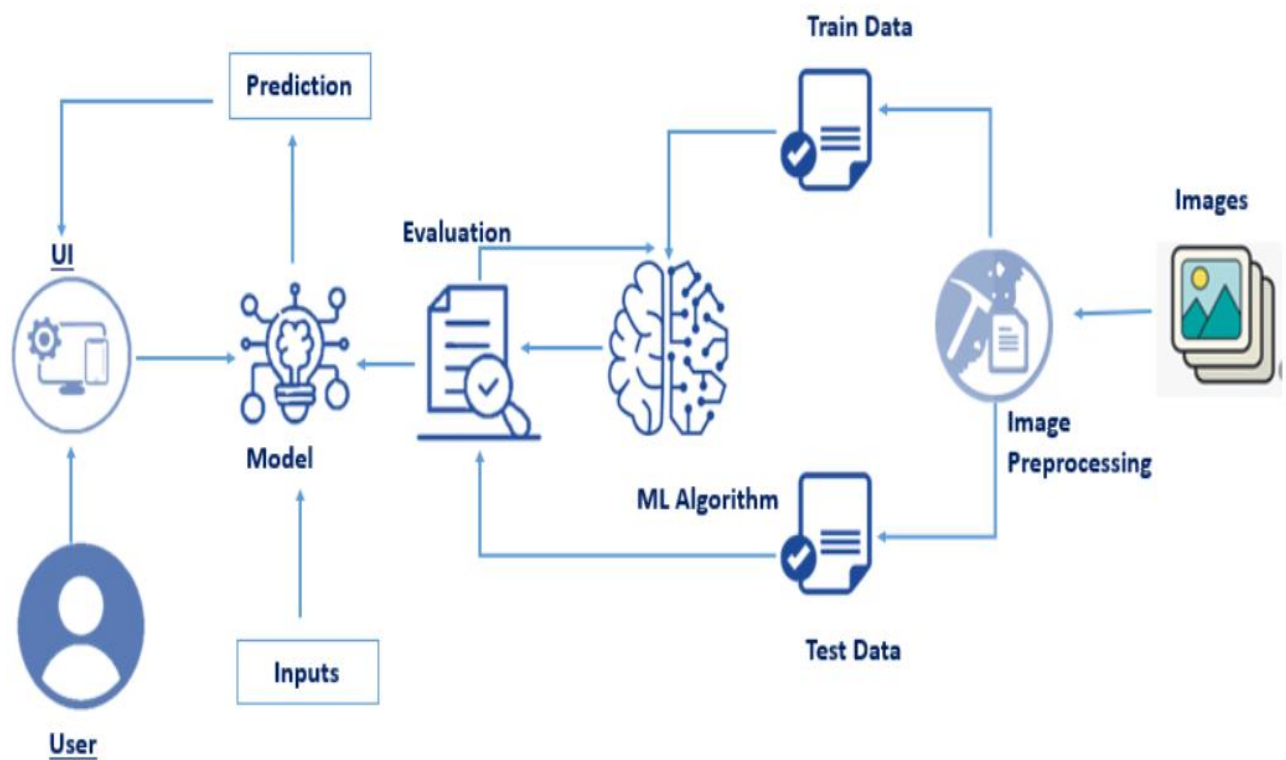 Train Data
Prediction
Images
Evaluation
UI
Image
Preprocessing
Model
ML Algorithm
Test Data
Inputs
User